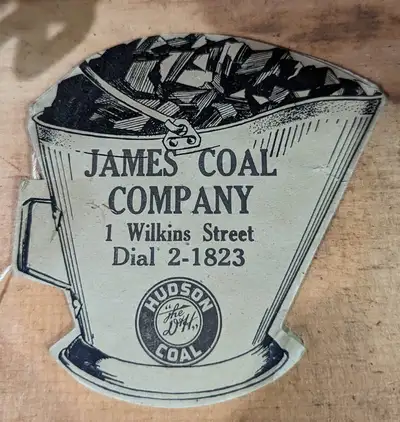 JAMES COAL
COMPANY
1 Wilkins Street
Dial 2-1823
HUDSON
"The
D&H"
COAL